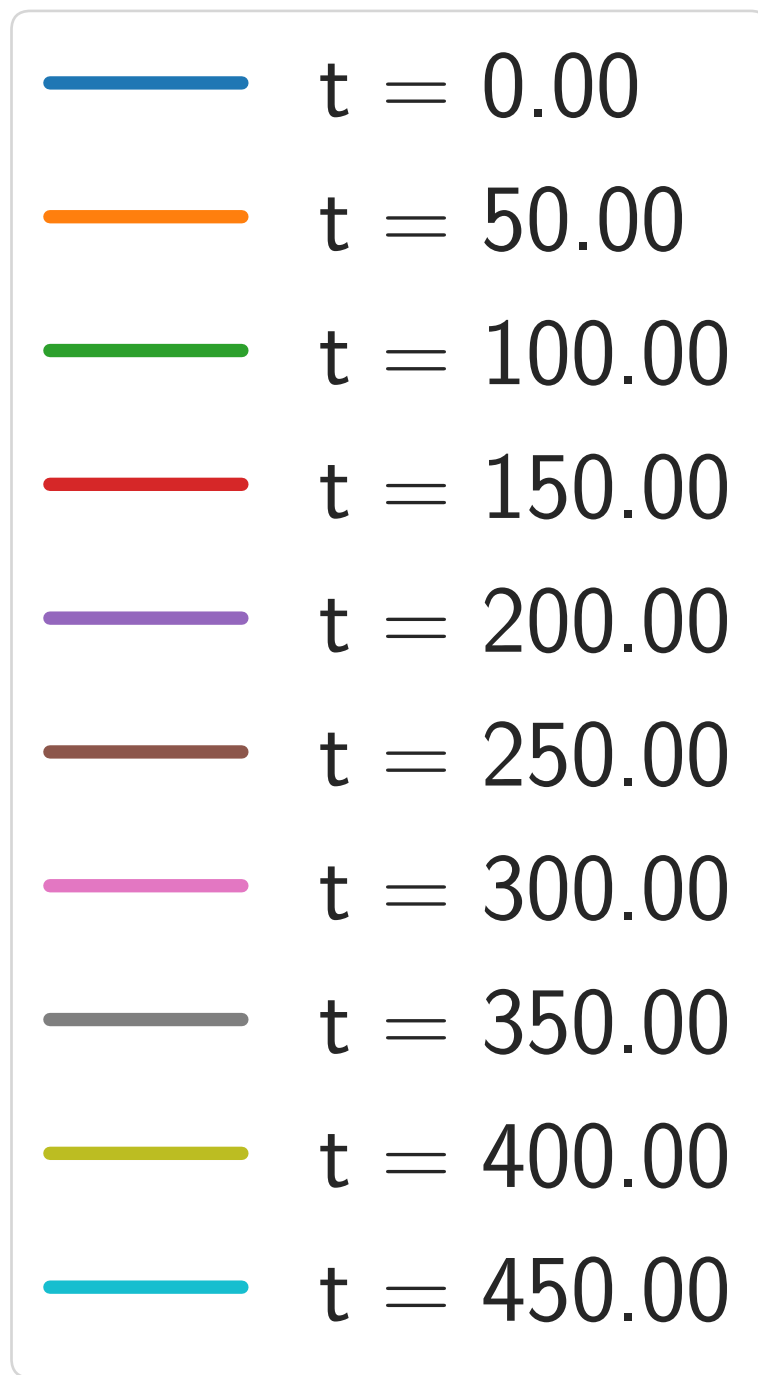 t = 0.00
t = 50.00
t = 100.00
t = 150.00
t = 200.00
t = 250.00
t = 300.00
t = 350.00
t = 400.00
t = 450.00